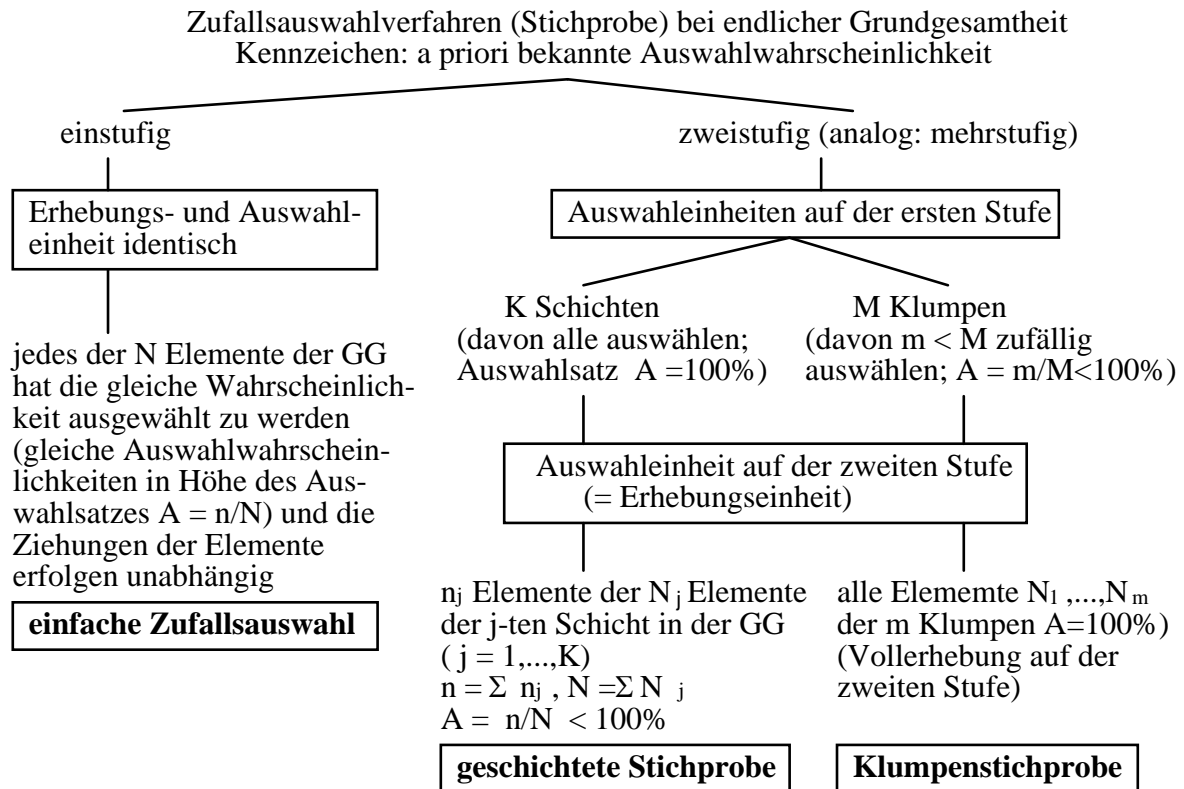 Zufallsauswahlverfahren (Stichprobe) bei endlicher Grundgesamtheit
Kennzeichen: a priori bekannte Auswahlwahrscheinlichkeit
einstufig
Erhebungs- und Auswahl-
einheit identisch
jedes der N Elemente der GG
hat die gleiche Wahrscheinlich-
keit ausgewählt zu werden
(gleiche Auswahlwahrschein-
lichkeiten in Höhe des Aus-
wahlsatzes A = n/N) und die
Ziehungen der Elemente
erfolgen unabhängig
einfache Zufallsauswahl
zweistufig (analog: mehrstufig)
Auswahleinheiten auf der ersten Stufe
K Schichten
(davon alle auswählen;
Auswahlsatz A =100%)
M Klumpen
(davon m < M zufällig
auswählen; A = m/M<100%)
Auswahleinheit auf der zweiten Stufe
(= Erhebungseinheit)
nj Elemente der Nj Elemente
der j-ten Schicht in der GG
( j = 1,...,K)
n = Σ nj , N =Σ N j
A = n/N < 100%
geschichtete Stichprobe
alle Elememte N1 ,...,Nm
der m Klumpen A=100%)
(Vollerhebung auf der
zweiten Stufe)
Klumpenstichprobe